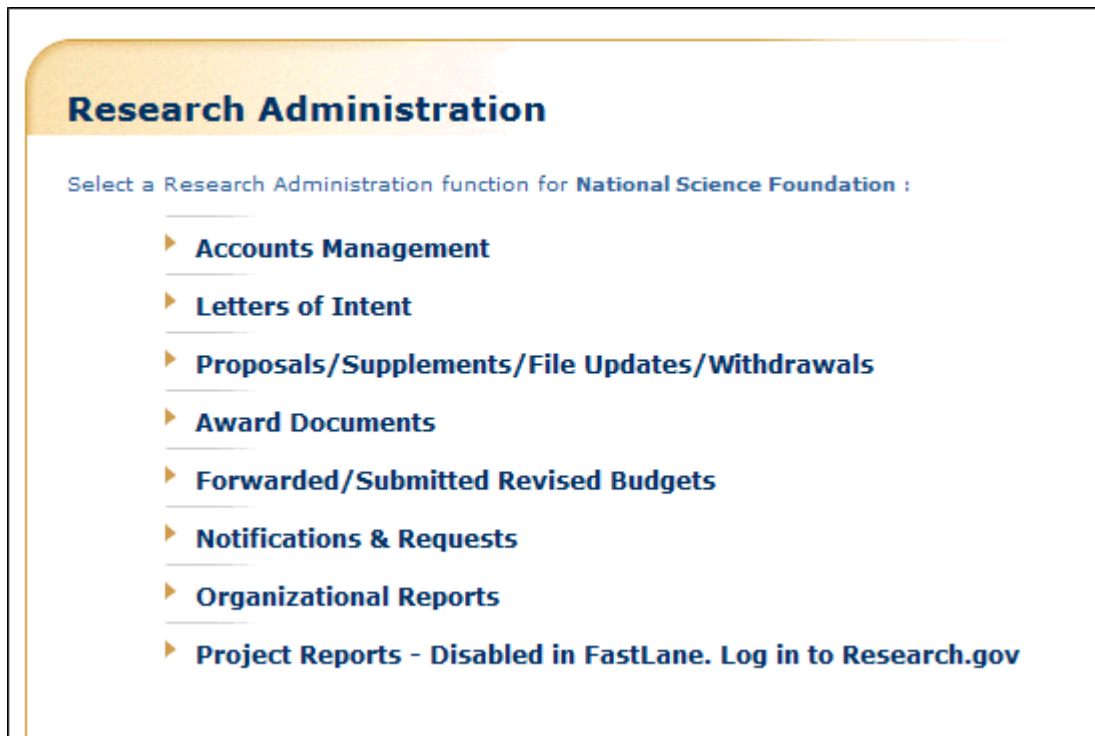 Research Administration
Select a Research Administration function for National Science Foundation :
Accounts Management
Letters of Intent
Proposals/Supplements/File Updates/Withdrawals
Award Documents
Forwarded/Submitted Revised Budgets
Notifications & Requests
Organizational Reports
Project Reports - Disabled in FastLane. Log in to Research.gov